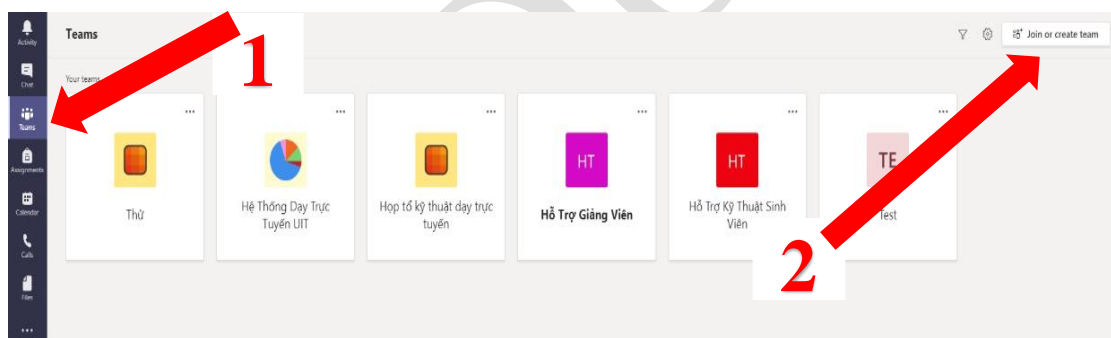 Activity
Chat
Teams
Assignments
Calendar
Calls
Files
...
Teams
Join or create team
Your teams
1
2
Thử
Hệ Thống Dạy Trực
Tuyến UIT
Họp tổ kỹ thuật dạy trực
tuyến
HT
Hỗ Trợ Giảng Viên
HT
Hỗ Trợ Kỹ Thuật Sinh
Viên
TE
Test